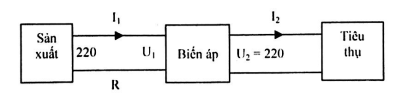 I₁
I₂
Sản xuất
220
U₁
Biến áp
U₂ = 220
Tiêu thụ
R